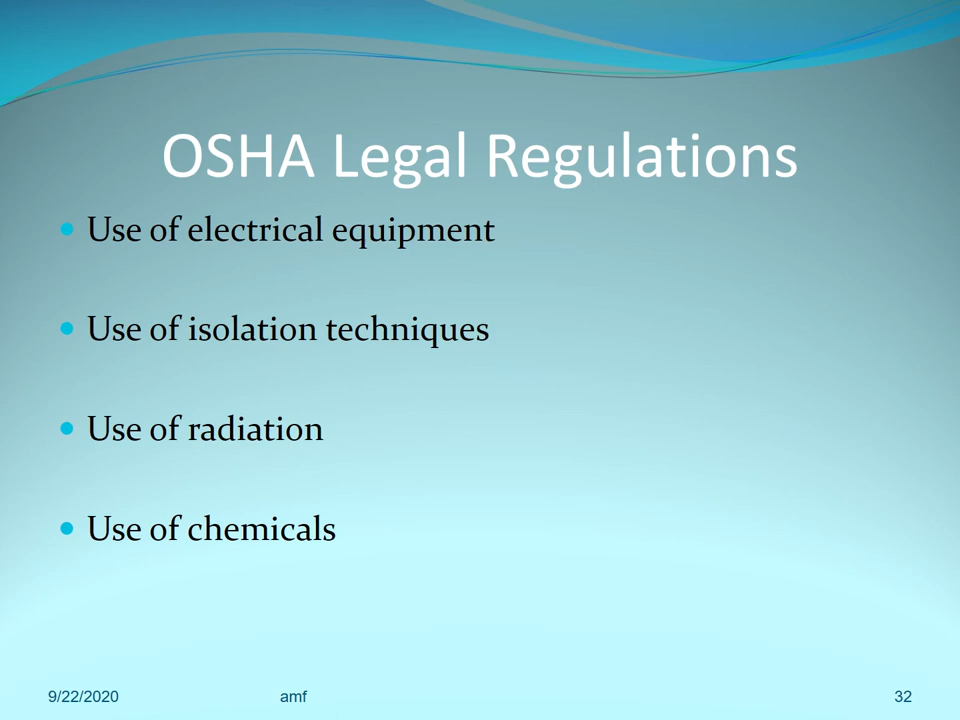 OSHA Legal Regulations
Use of electrical equipment
Use of isolation techniques
Use of radiation
Use of chemicals
9/22/2020 amf 32